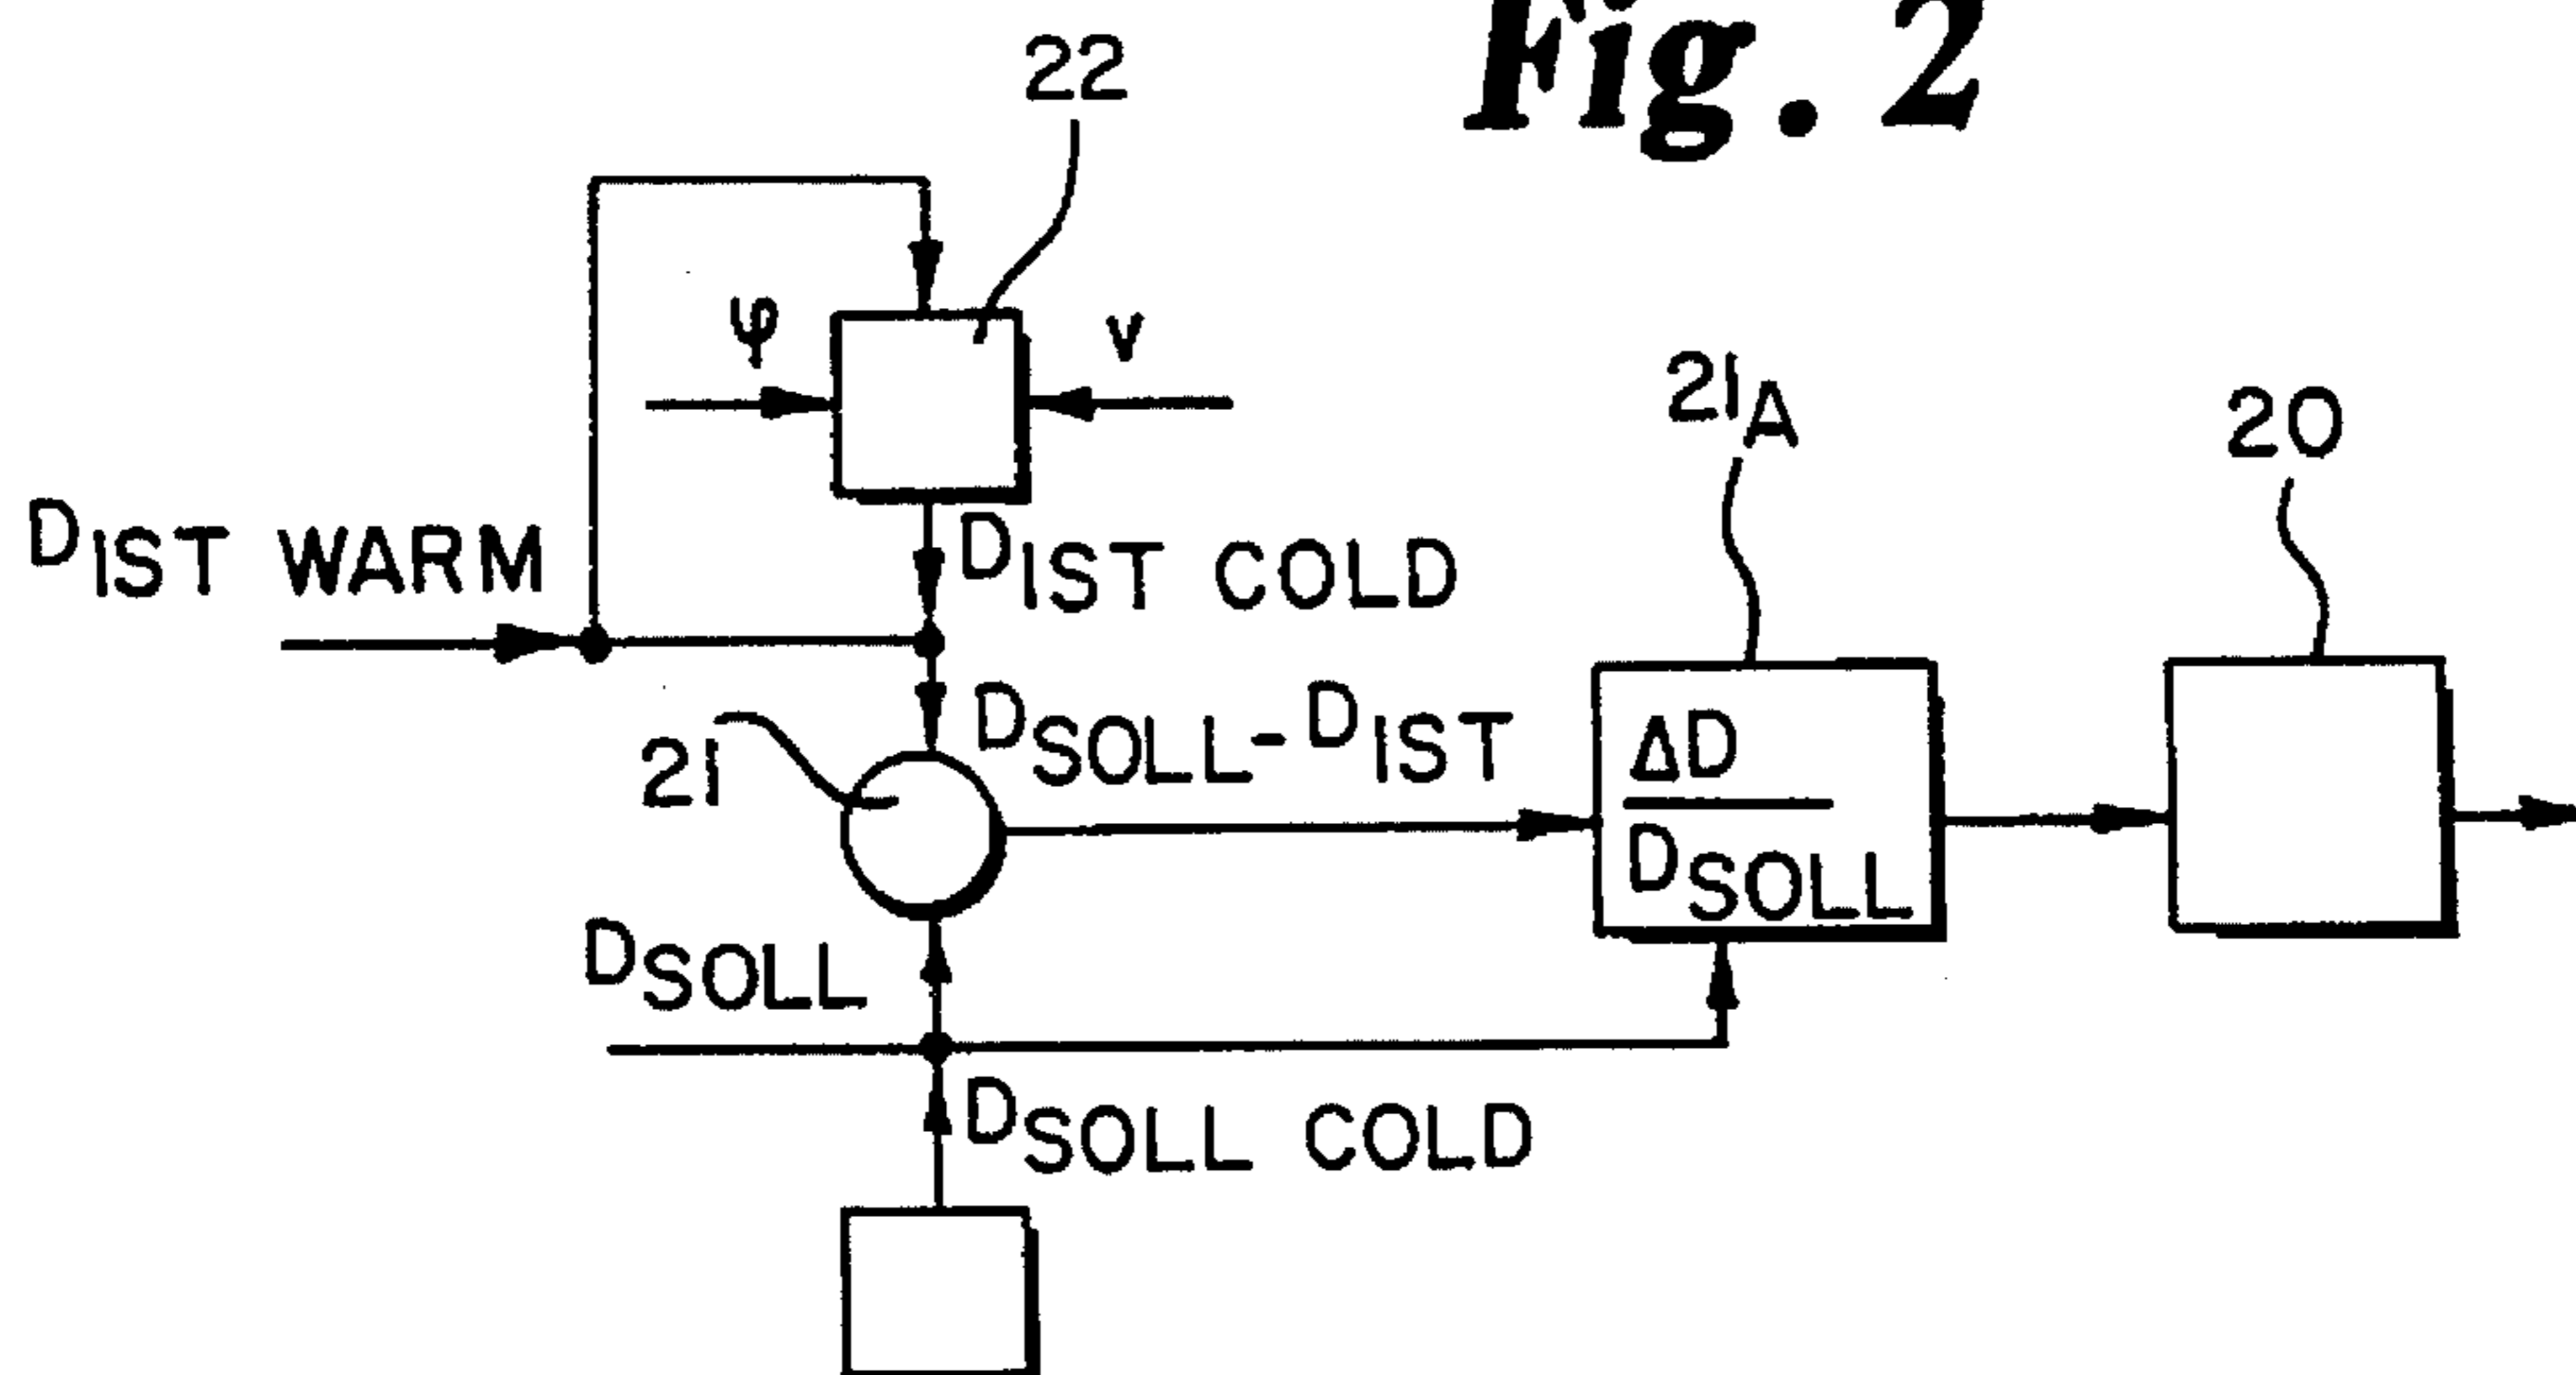 Fig. 2
22
φ
v
21A
20
DIST WARM
DIST COLD
DSOLL-DIST
21
ΔD
DSOLL
DSOLL
DSOLL COLD